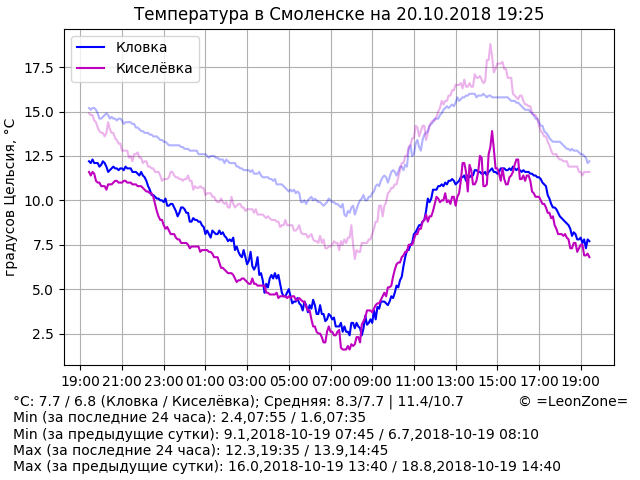 Температура в Смоленске на 20.10.2018 19:25
Кловка
Киселёвка
градусов Цельсия, °C
17.5
15.0
12.5
10.0
7.5
5.0
2.5
19:00 21:00 23:00 01:00 03:00 05:00 07:00 09:00 11:00 13:00 15:00 17:00 19:00
°C: 7.7 / 6.8 (Кловка / Киселёвка); Средняя: 8.3/7.7 | 11.4/10.7 © =LeonZone=
Min (за последние 24 часа): 2.4,07:55 / 1.6,07:35
Min (за предыдущие сутки): 9.1,2018-10-19 07:45 / 6.7,2018-10-19 08:10
Max (за последние 24 часа): 12.3,19:35 / 13.9,14:45
Max (за предыдущие сутки): 16.0,2018-10-19 13:40 / 18.8,2018-10-19 14:40